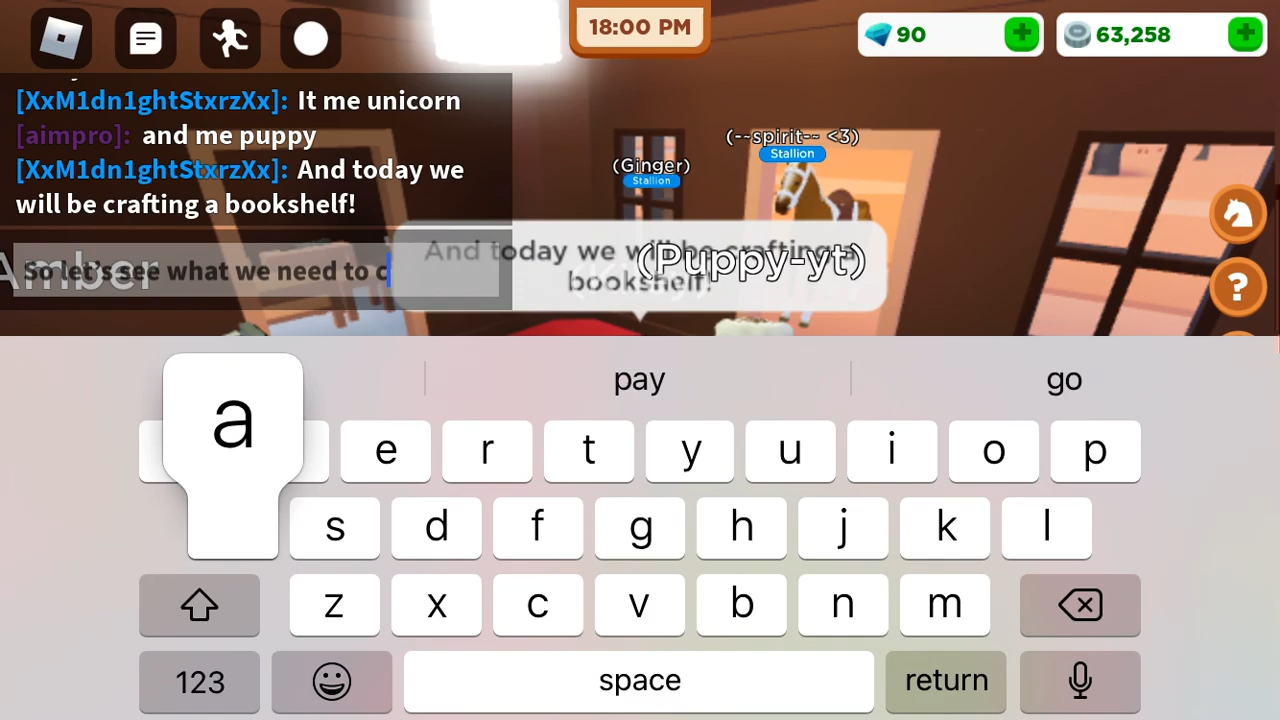 18:00 PM
90
63,258
[XxM1dn1ghtStxrzXx]: It me unicorn
[aimpro]: and me puppy
[XxM1dn1ghtStxrzXx]: And today we
will be crafting a bookshelf!
So let's see what we need to c
Amber
And today we will be crafting a
bookshelf!
(Puppy-yt)
(Ginger)
Stallion
(--spirit-- <3)
Stallion
?
pay
go
a
e r t y u i o p
s d f g h j k l
z x c v b n m
123
space
return